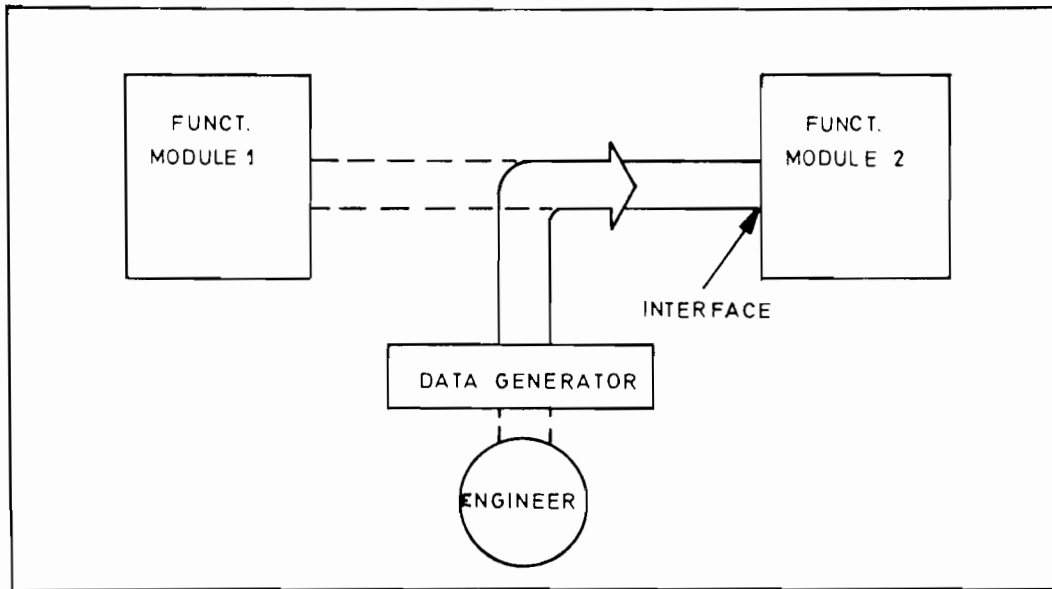 FUNCT.
MODULE 1
FUNCT.
MODULE 2
INTERFACE
DATA GENERATOR
ENGINEER